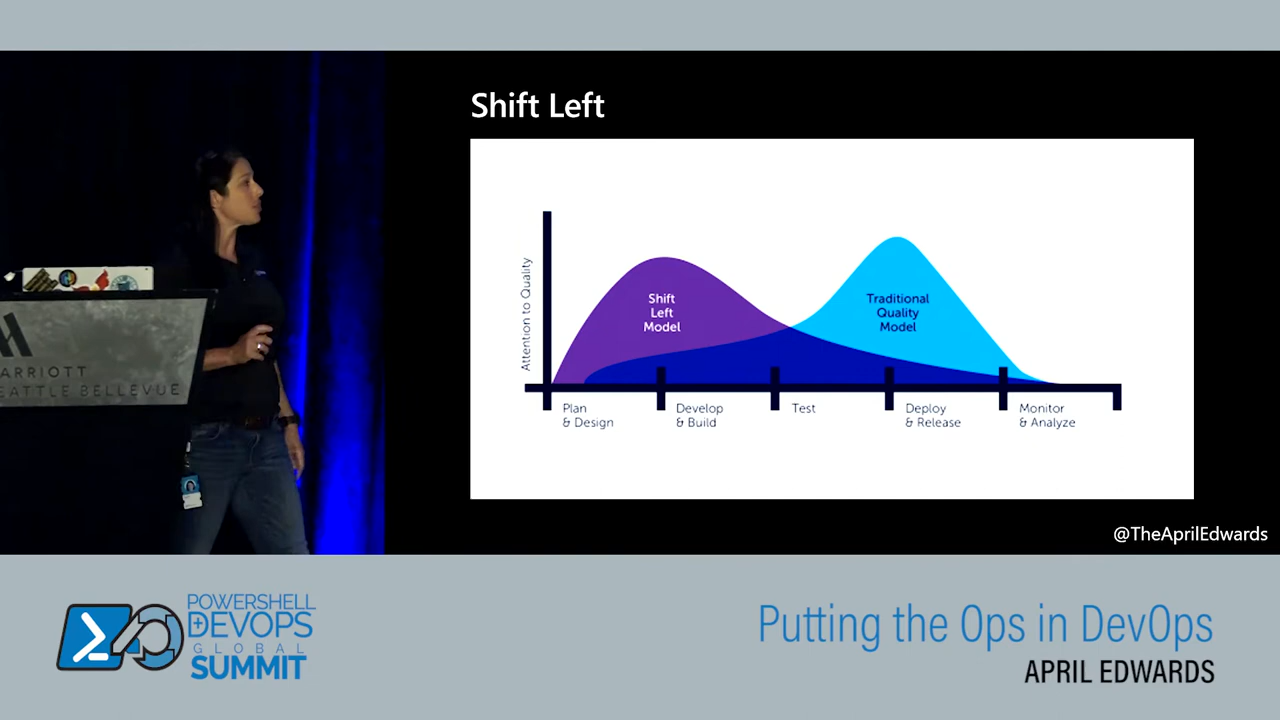 Shift Left
Attention to Quality
Shift
Left
Model
Traditional
Quality
Model
Plan
& Design
Develop
& Build
Test
Deploy
& Release
Monitor
& Analyze
@TheAprilEdwards
ARRIOTT
EATTLE BELLEVUE
POWERSHELL
+DEVOPS
GLOBAL
SUMMIT
Putting the Ops in DevOps
APRIL EDWARDS